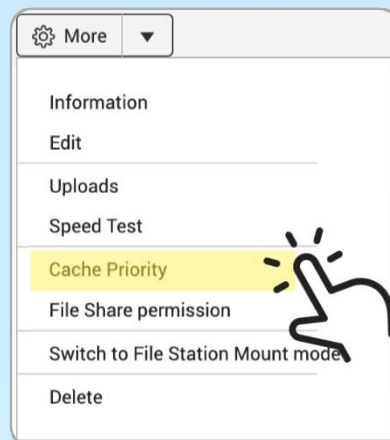 More
Information
Edit
Uploads
Speed Test
Cache Priority
File Share permission
Switch to File Station Mount mode
Delete